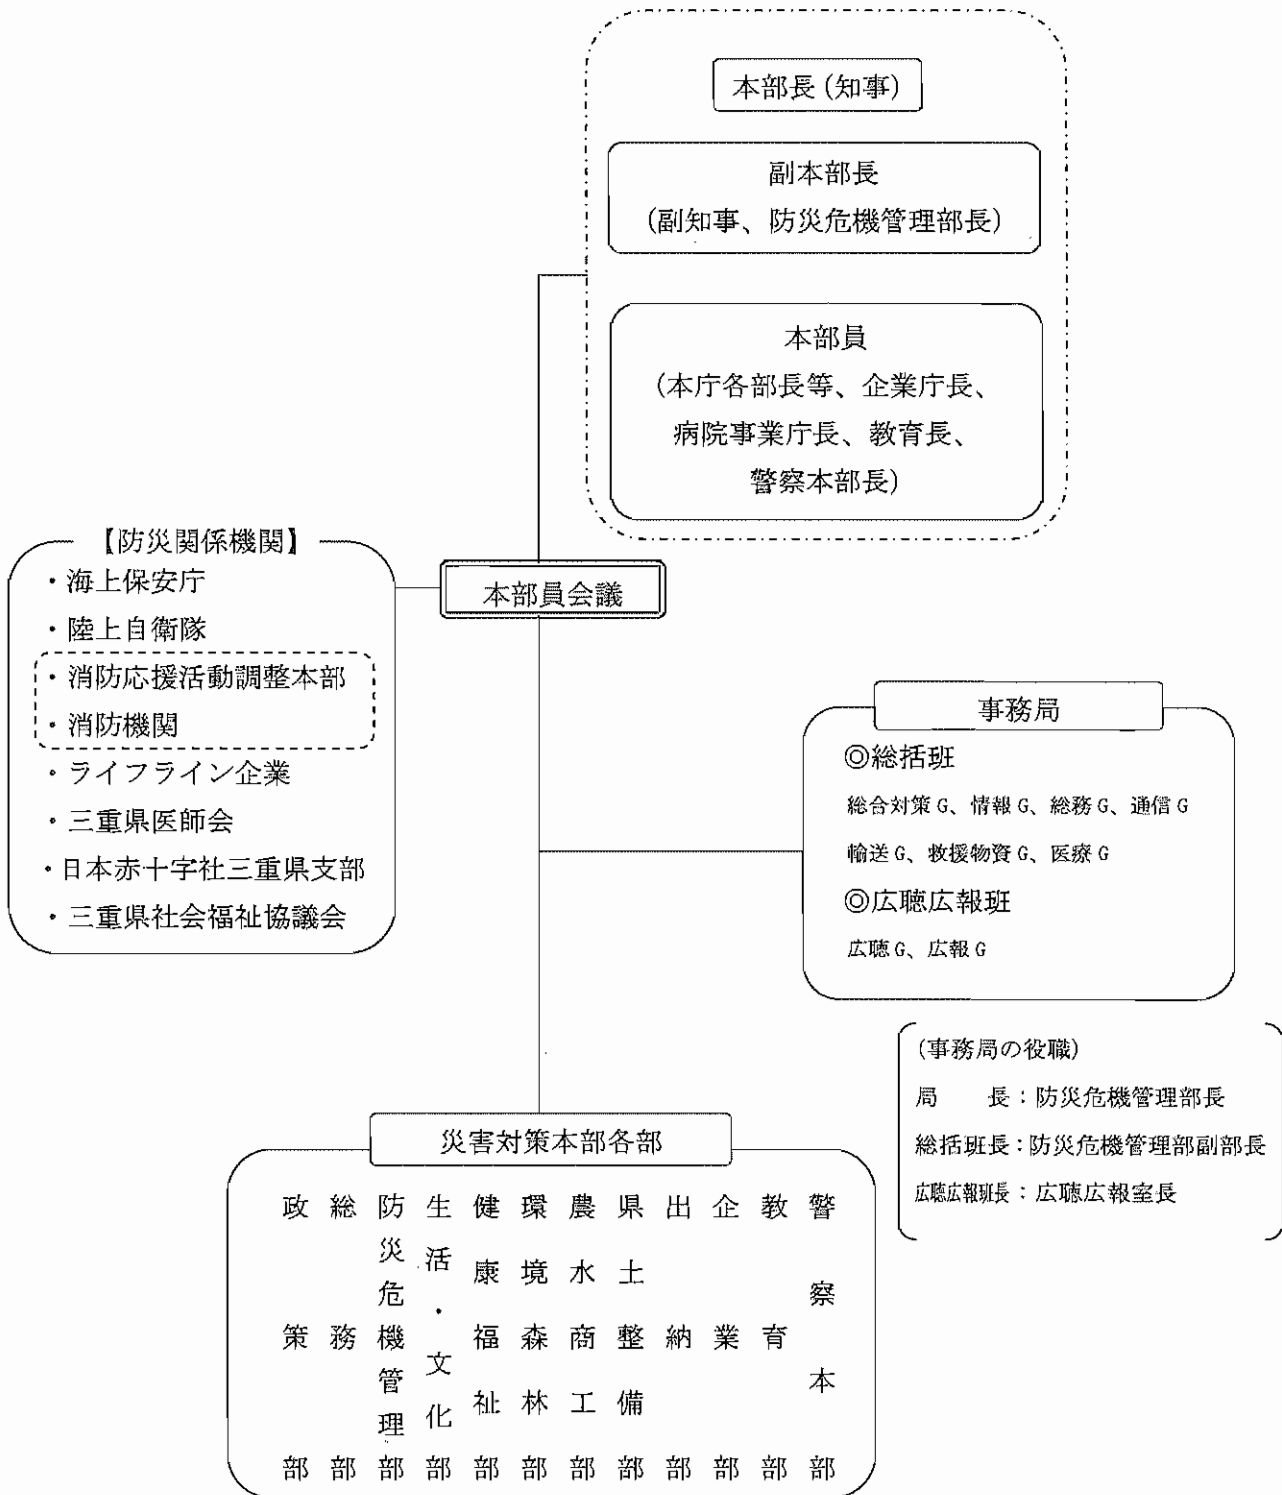 本部長(知事)
副本部長
(副知事、防災危機管理部長)
本部員
(本庁各部長等、企業庁長、
病院事業庁長、教育長、
警察本部長)
【防災関係機関】
・海上保安庁
・陸上自衛隊
・消防応援活動調整本部
・消防機関
・ライフライン企業
・三重県医師会
・日本赤十字社三重県支部
・三重県社会福祉協議会
本部員会議
事務局
◎総括班
総合対策G、情報G、総務G、通信G
輸送G、救援物資G、医療G
◎広聴広報班
広聴G、広報G
(事務局の役職)
局　　長：防災危機管理部長
総括班長：防災危機管理部副部長
広聴広報班長：広聴広報室長
災害対策本部各部
政策部
総務部
防災危機管理部
生活・文化部
健康福祉部
環境森林部
農水商工部
県土整備部
出納部
企業部
教育部
警察本部